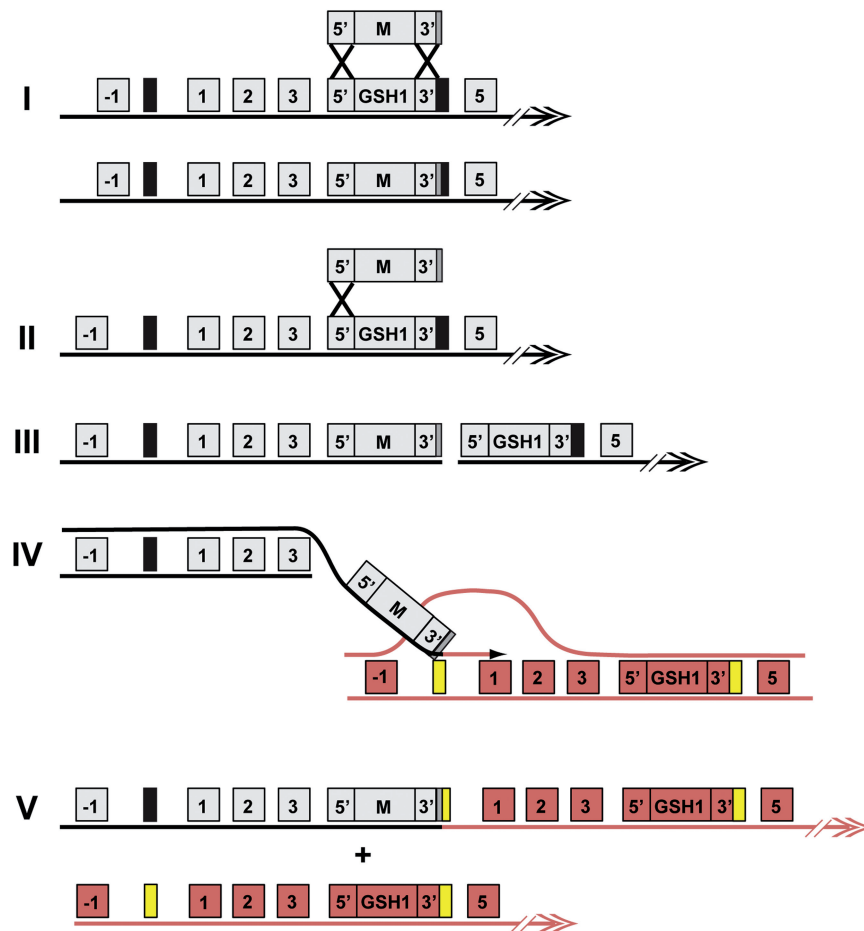 5’ M 3’
I -1 1 2 3 5’ GSH1 3’ 5
-1 1 2 3 5’ M 3’ 5
5’ M 3’
II -1 1 2 3 5’ GSH1 3’ 5
III -1 1 2 3 5’ M 3’ 5’ GSH1 3’ 5
IV -1 1 2 3
5’ M 3’
-1 1 2 3 5’ GSH1 3’ 5
V -1 1 2 3 5’ M 3’ 1 2 3 5’ GSH1 3’ 5
+
-1 1 2 3 5’ GSH1 3’ 5